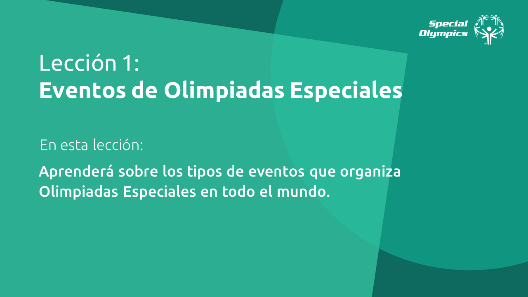 Special
Olympics
Lección 1:
Eventos de Olimpiadas Especiales
En esta lección:
Aprenderá sobre los tipos de eventos que organiza
Olimpiadas Especiales en todo el mundo.